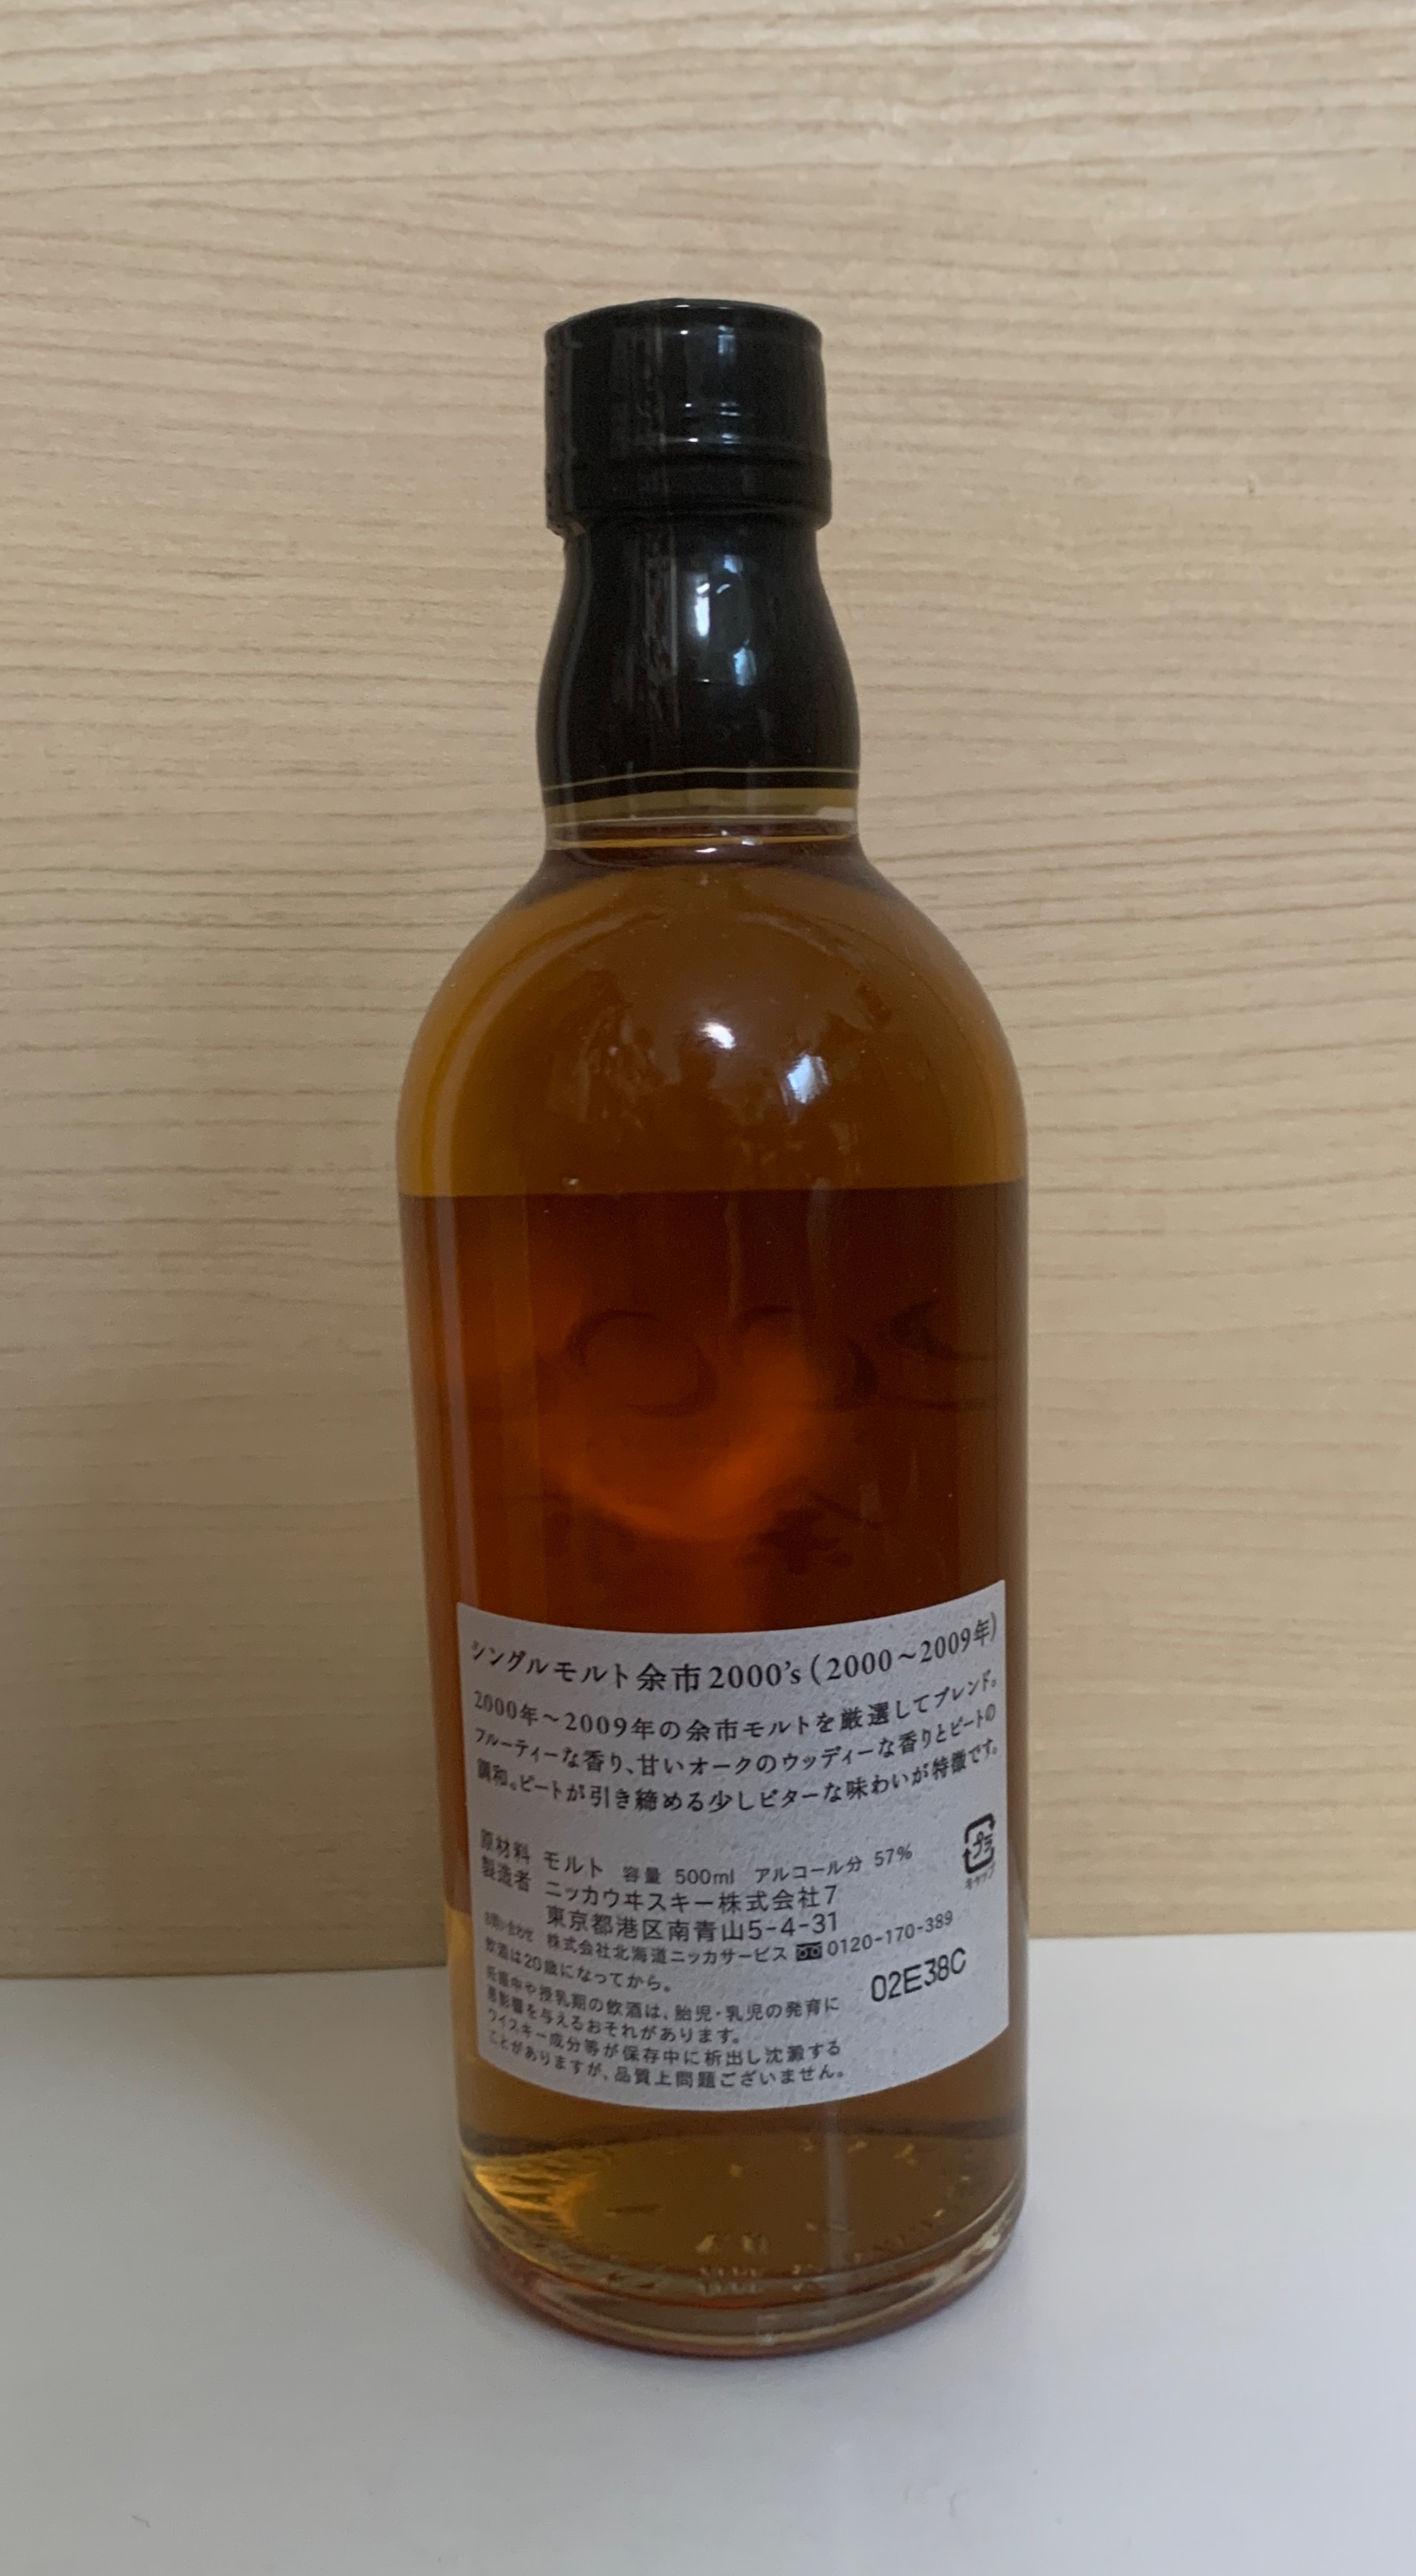 シングルモルト余市2000's(2000～2009年)
2000年～2009年の余市モルトを厳選してブレンド。
フルーティーな香り、甘いオークのウッディーな香りとピートの
調和。ピートが引き締める少しビターな味わいが特徴です。
原材料 モルト 容量 500ml アルコール分 57%
製造者 ニッカウヰスキー株式会社7
東京都港区南青山5-4-31
お問い合わせ 株式会社北海道ニッカサービス 0120-170-389
飲酒は20歳になってから。
妊娠中や授乳期の飲酒は、胎児・乳児の発育に
悪影響を与えるおそれがあります。
ウイスキー成分等が保存中に析出し沈澱する
ことがありますが、品質上問題ございません。
プラ
キャップ
02E38C